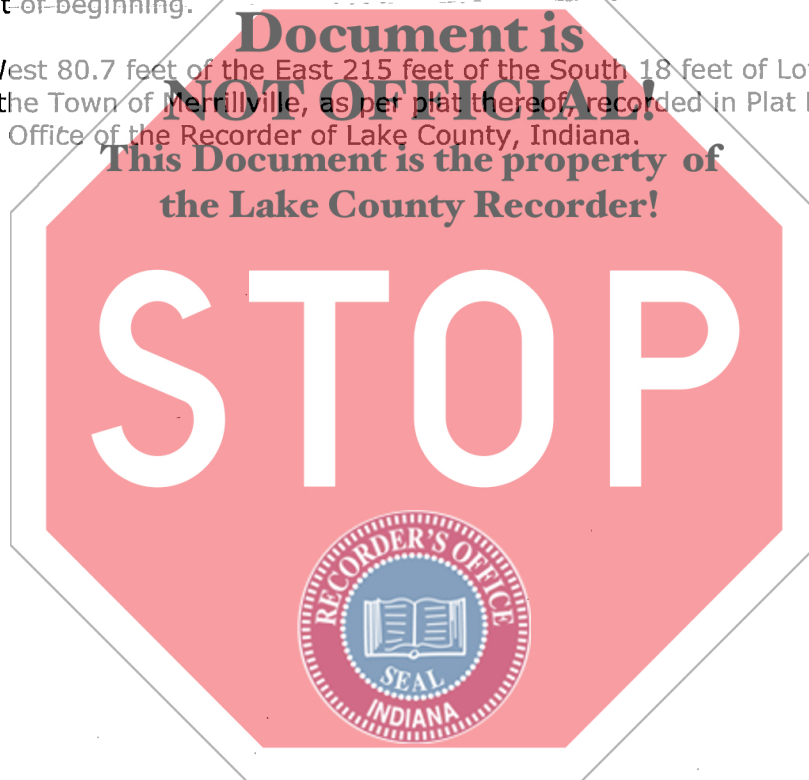 t of beginning.
Document is
West 80.7 feet of the East 215 feet of the South 18 feet of Lo
NOT OFFICIAL!
the Town of Merrillville, as per plat thereof, recorded in Plat
Office of the Recorder of Lake County, Indiana.
This Document is the property of
the Lake County Recorder!
STOP
RECORDER'S OFFICE
SEAL
INDIANA